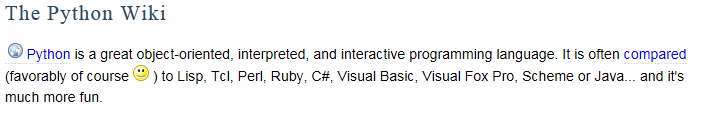 The Python Wiki
Python is a great object-oriented, interpreted, and interactive programming language. It is often compared
(favorably of course ) to Lisp, Tcl, Perl, Ruby, C#, Visual Basic, Visual Fox Pro, Scheme or Java... and it's
much more fun.